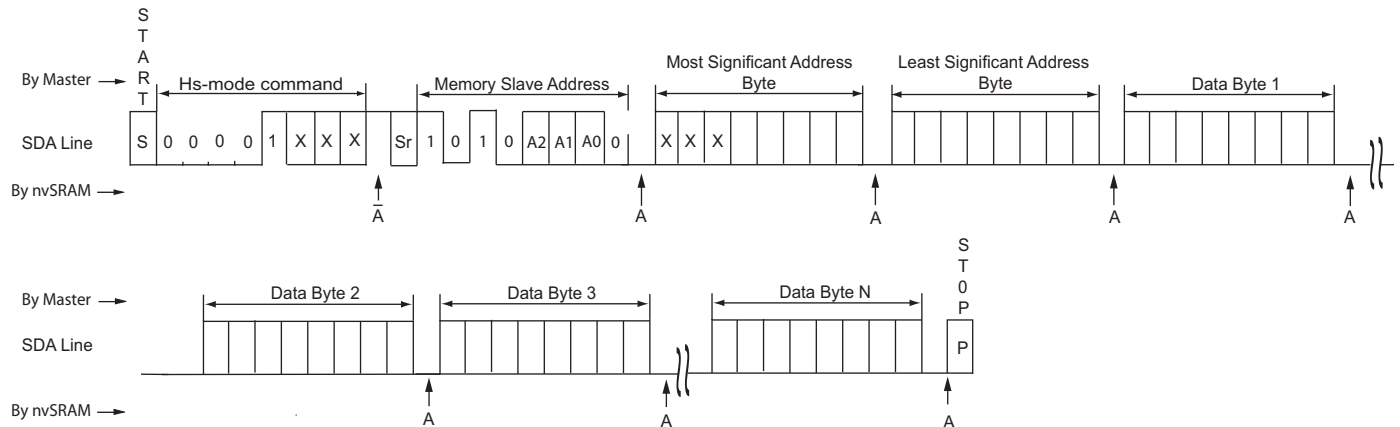 START
Most Significant Address
Byte
Least Significant Address
Byte
By Master
Hs-mode command
Memory Slave Address
Data Byte 1
SDA Line
S 0 0 0 0 1 X X X Sr 1 0 1 0 A2 A1 A0 0 X X X
By nvSRAM
A̅ A A A A
ST0P
By Master
Data Byte 2
Data Byte 3
Data Byte N
SDA Line
P
By nvSRAM
A A A